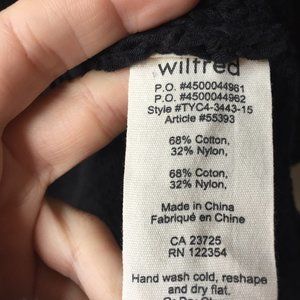 wilfred
P.O. #4500044961
P.O. #4500044962
Style #TYC4-3443-15
Article #55393
68% Cotton,
32% Nylon,
68% Coton,
32% Nylon,
Made in China
Fabriqué en Chine
CA 23725
RN 122354
Hand wash cold, reshape
and dry flat.